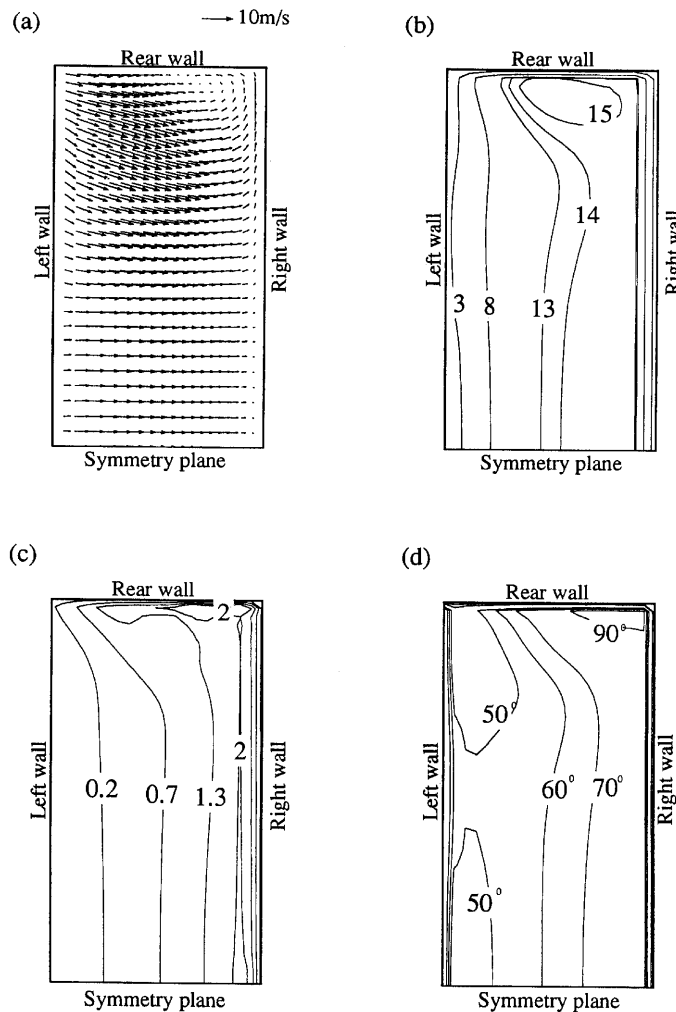 10m/s
(a)
Rear wall
Left wall
Right wall
Symmetry plane
(b)
Rear wall
15
14
3
8
13
Left wall
Right wall
Symmetry plane
(c)
Rear wall
2
2
0.2
0.7
1.3
Left wall
Right wall
Symmetry plane
(d)
Rear wall
90°
50°
60°
70°
50°
Left wall
Right wall
Symmetry plane